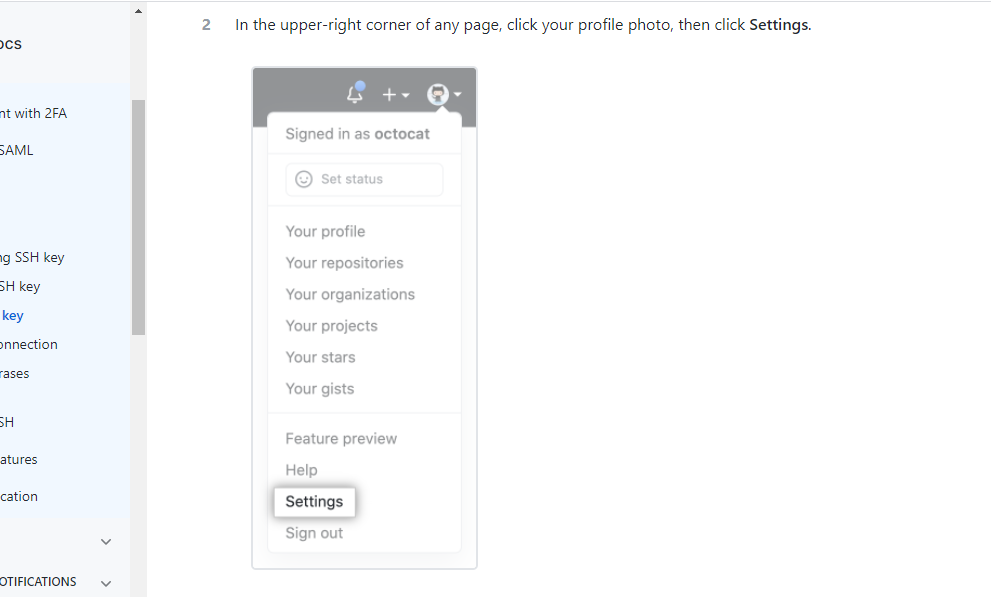 OCS
nt with 2FA
SAML
ng SSH key
SH key
key
onnection
rases
SH
atures
cation
OTIFICATIONS
2 In the upper-right corner of any page, click your profile photo, then click Settings.
Signed in as octocat
Set status
Your profile
Your repositories
Your organizations
Your projects
Your stars
Your gists
Feature preview
Help
Settings
Sign out